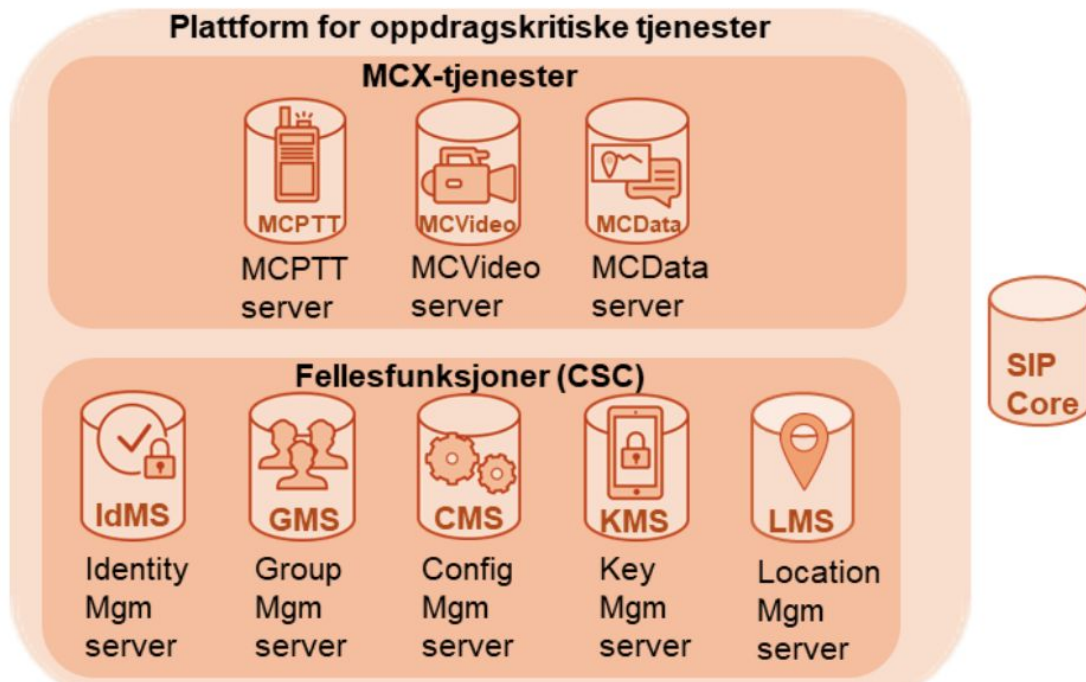 Plattform for oppdragskritiske tjenester
MCX-tjenester
MCPTT
MCVideo
MCData
MCPTT
server
MCVideo
server
MCData
server
SIP
Core
Fellesfunksjoner (CSC)
IdMS
GMS
CMS
KMS
LMS
Identity
Mgm
server
Group
Mgm
server
Config
Mgm
server
Key
Mgm
server
Location
Mgm
server